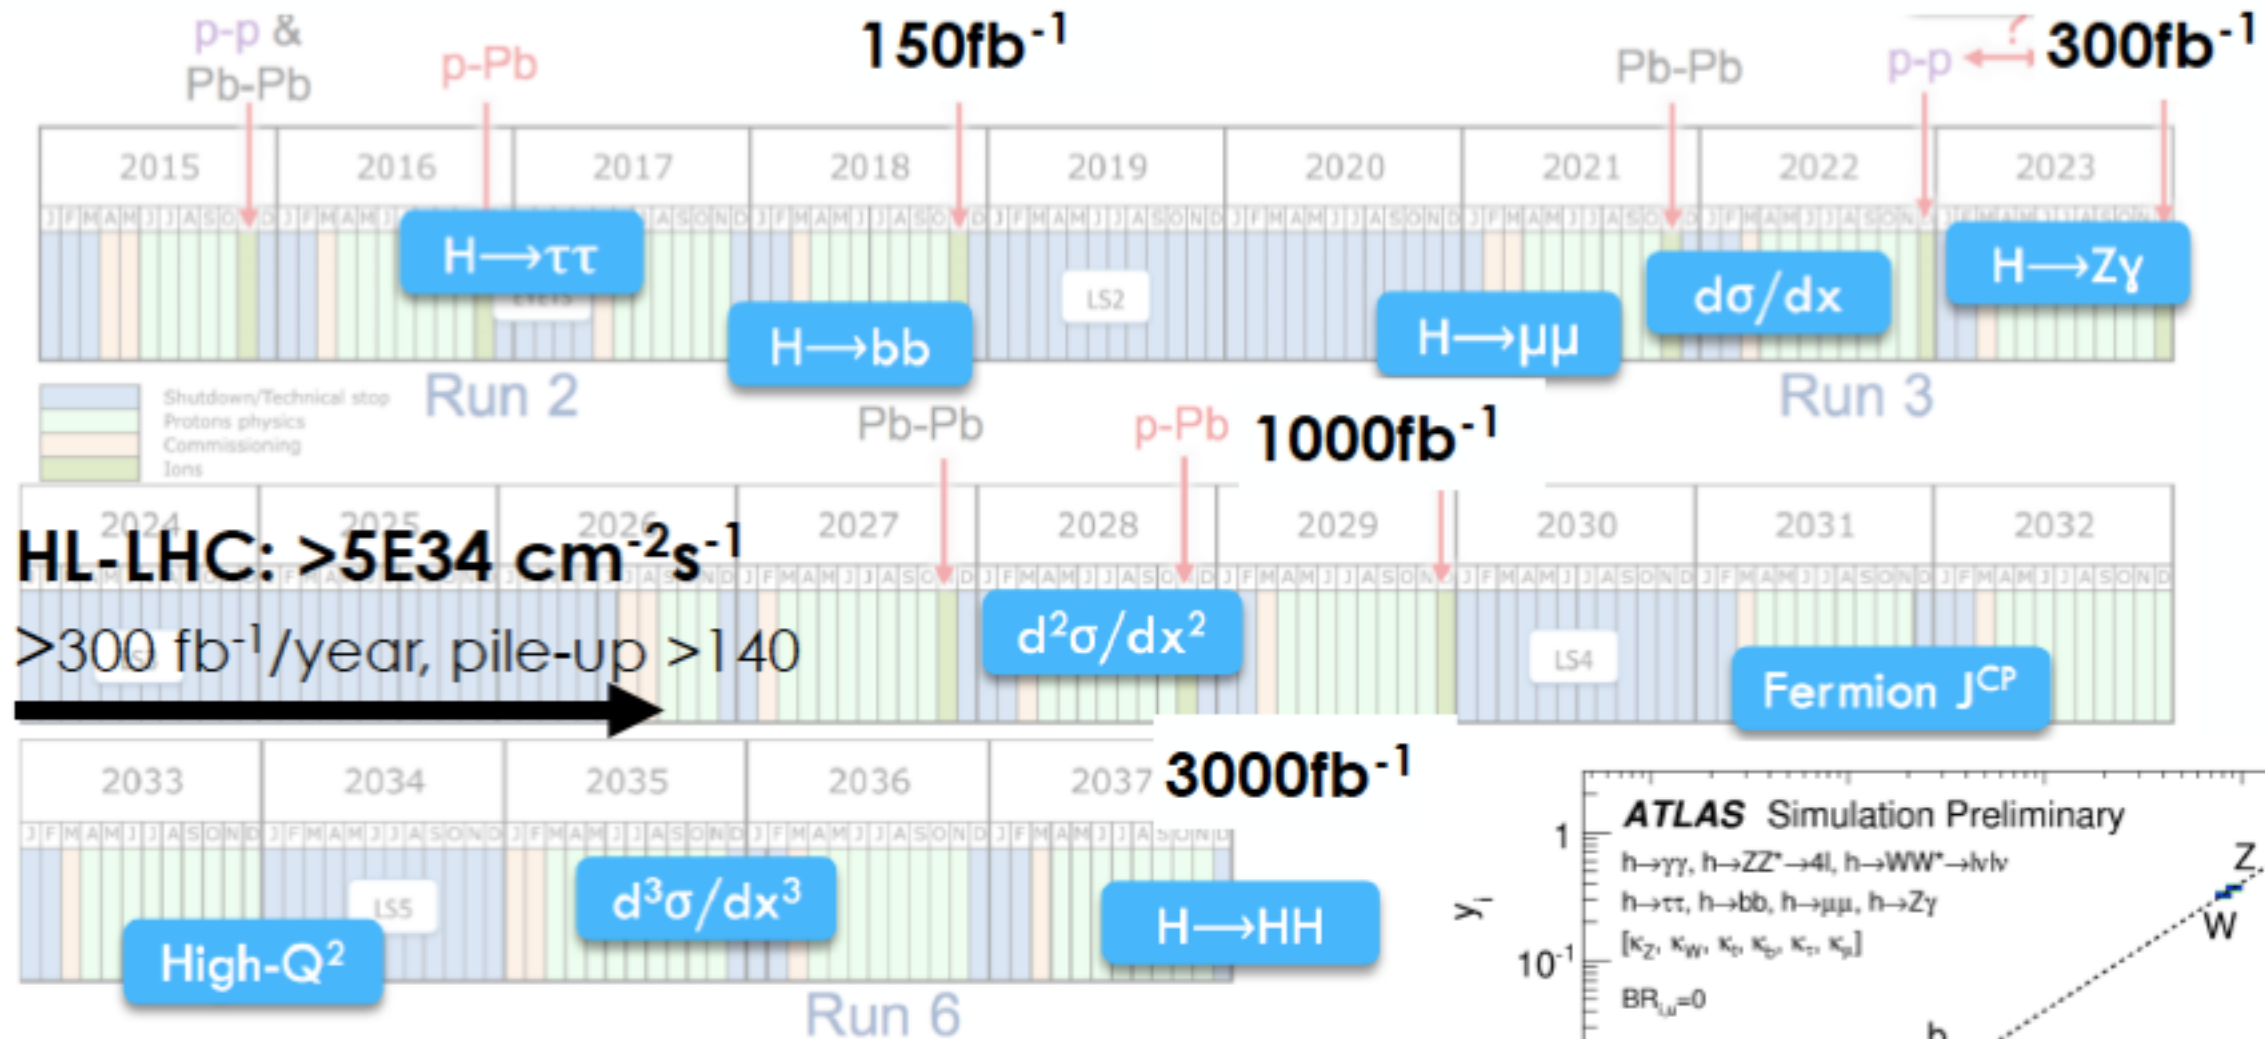 p-p &
Pb-Pb
p-Pb
150fb-1
Pb-Pb
p-p
?
300fb-1
2015 2016 2017 2018 2019 2020 2021 2022 2023
H⟶ττ
H⟶bb
LS2
H⟶μμ
dσ/dx
H⟶Zγ
Run 2
Run 3
Shutdown/Technical stop
Protons physics
Commissioning
Ions
Pb-Pb
p-Pb
1000fb-1
2024 2025 2026 2027 2028 2029 2030 2031 2032
HL-LHC: >5E34 cm-2s-1
>300 fb-1/year, pile-up >140
d2σ/dx2
LS4
Fermion JCP
2033 2034 2035 2036 2037
3000fb-1
LS5
High-Q2
d3σ/dx3
H⟶HH
Run 6
ATLAS Simulation Preliminary
h→γγ, h→ZZ*→4l, h→WW*→lνlν
h→ττ, h→bb, h→μμ, h→Zγ
[κZ, κW, κt, κb, κτ, κμ]
BRi,u=0
yi
1
10-1
Z
W
b